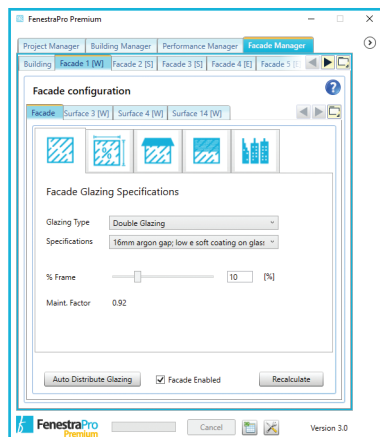 FenestraPro Premium
Project Manager Building Manager Performance Manager Facade Manager
Building Facade 1 [W] Facade 2 [S] Facade 3 [S] Facade 4 [E] Facade 5
Facade configuration
Facade Surface 3 [W] Surface 4 [W] Surface 14 [W]
%
Facade Glazing Specifications
Glazing Type Double Glazing
Specifications 16mm argon gap; low e soft coating on glass
% Frame 10 [%]
Maint. Factor 0.92
Auto Distribute Glazing Facade Enabled Recalculate
FenestraPro
Premium
Cancel Version 3.0